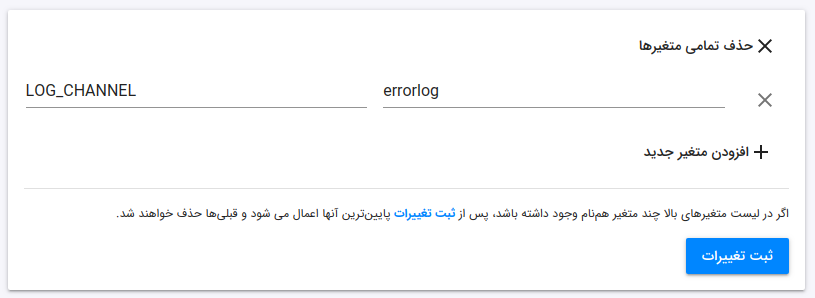 حذف تمامی متغیرها
LOG_CHANNEL errorlog
افزودن متغیر جدید
اگر در لیست متغیرهای بالا چند متغیر هم‌نام وجود داشته باشد، پس از ثبت تغییرات پایین‌ترین آنها اعمال می شود و قبلی‌ها حذف خواهند شد.
ثبت تغییرات